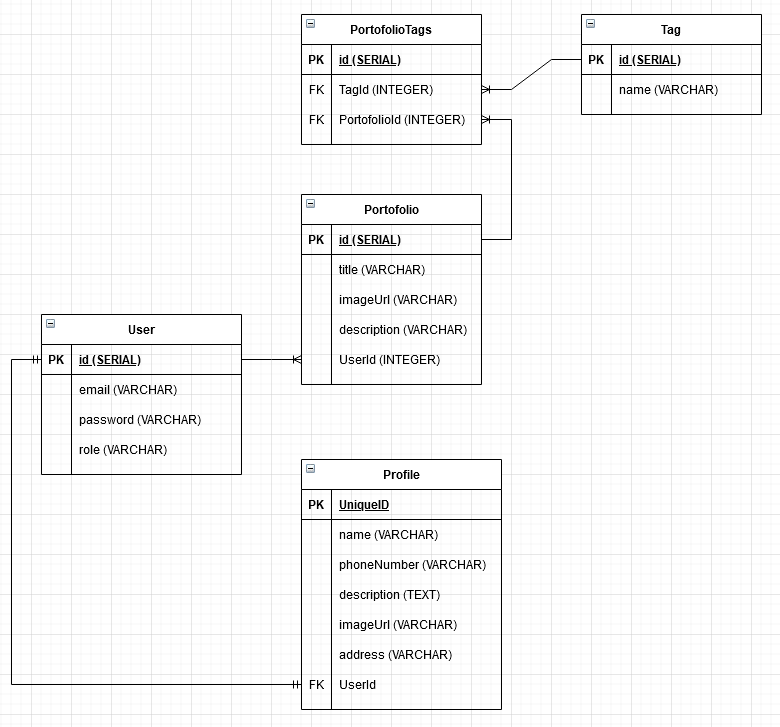 PortofolioTags
PK id (SERIAL)
FK TagId (INTEGER)
FK PortofolioId (INTEGER)
Tag
PK id (SERIAL)
name (VARCHAR)
Portofolio
PK id (SERIAL)
title (VARCHAR)
imageUrl (VARCHAR)
description (VARCHAR)
UserId (INTEGER)
User
PK id (SERIAL)
email (VARCHAR)
password (VARCHAR)
role (VARCHAR)
Profile
PK UniqueID
name (VARCHAR)
phoneNumber (VARCHAR)
description (TEXT)
imageUrl (VARCHAR)
address (VARCHAR)
FK UserId